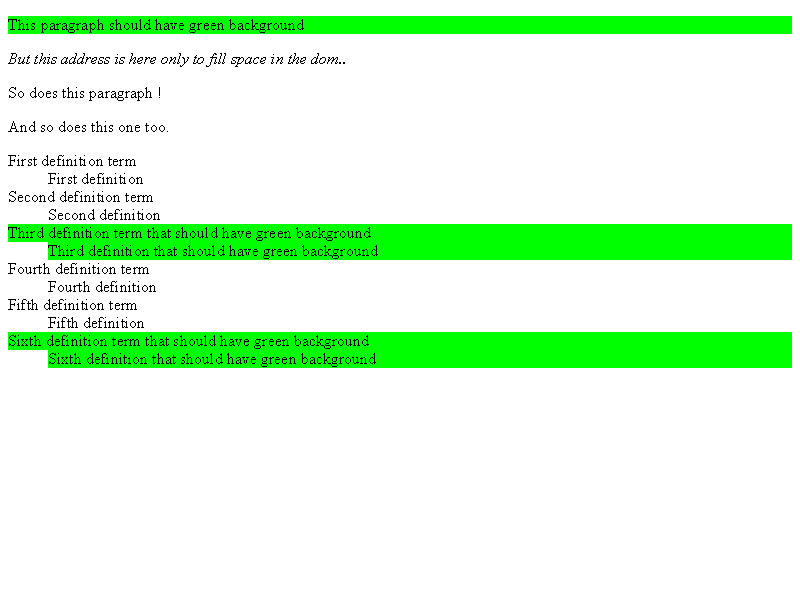 This paragraph should have green background
But this address is here only to fill space in the dom..
So does this paragraph !
And so does this one too.
First definition term
First definition
Second definition term
Second definition
Third definition term that should have green background
Third definition that should have green background
Fourth definition term
Fourth definition
Fifth definition term
Fifth definition
Sixth definition term that should have green background
Sixth definition that should have green background